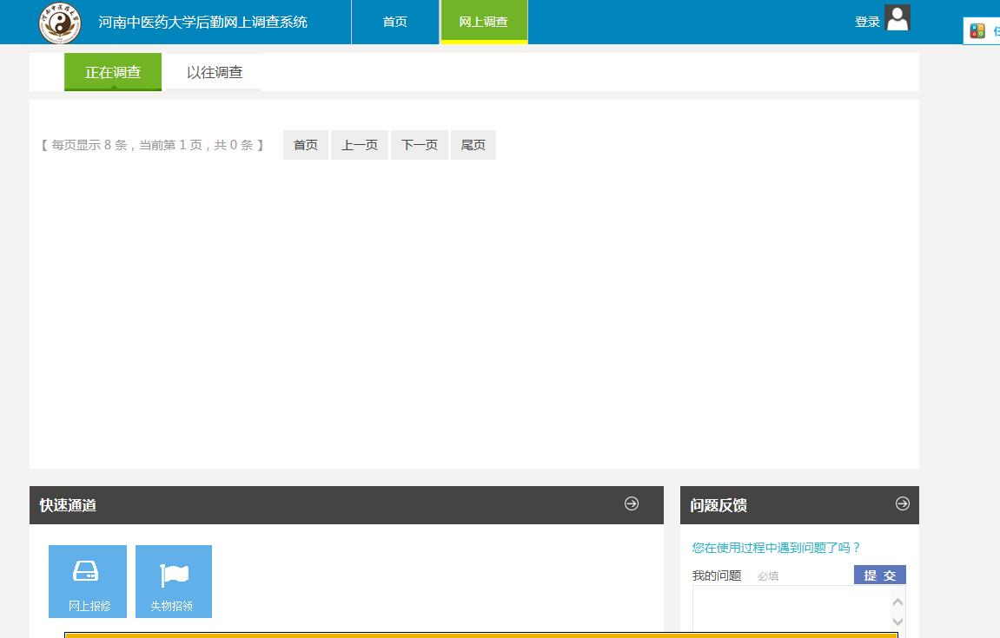 河南中医药大学后勤网上调查系统
首页
网上调查
登录
正在调查
以往调查
【 每页显示 8 条，当前第 1 页，共 0 条 】
首页
上一页
下一页
尾页
快速通道
问题反馈
网上报修
失物招领
您在使用过程中遇到问题了吗？
我的问题
必填
提 交